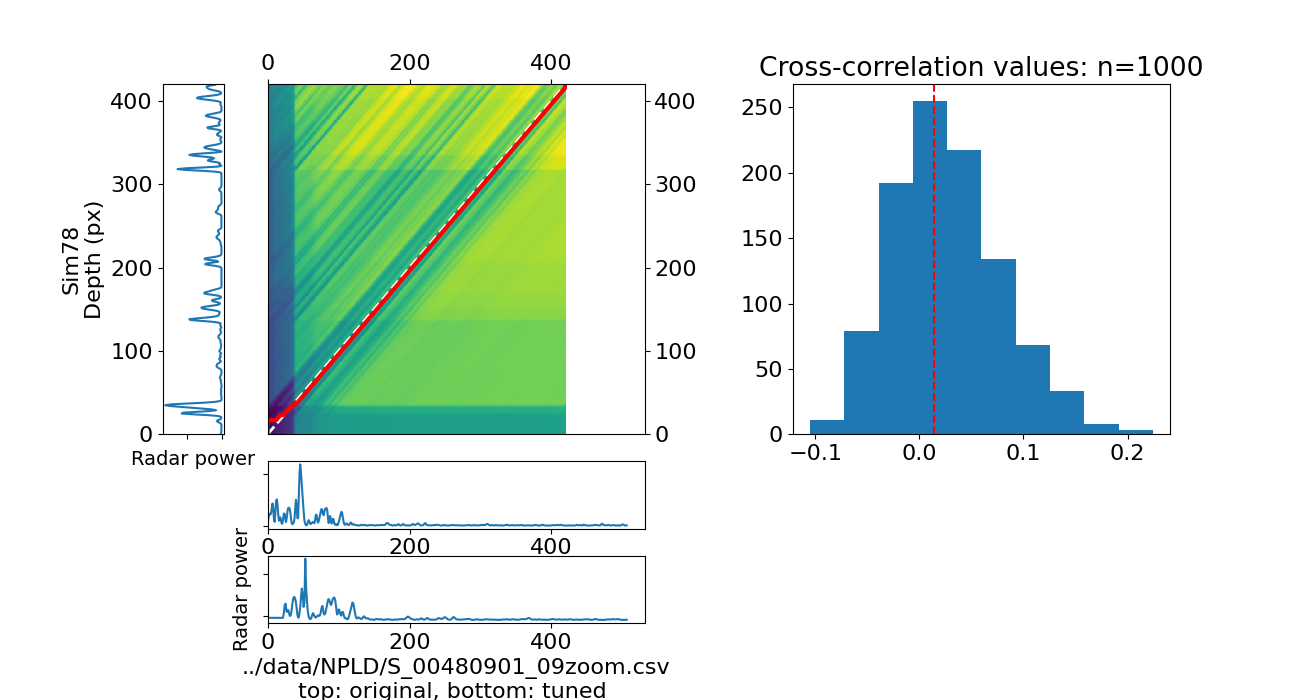 0 200 400
400
300
200
100
0
Sim78
Depth (px)
Radar power
400
300
200
100
0
Cross-correlation values: n=1000
250
200
150
100
50
0
−0.1 0.0 0.1 0.2
0 200 400
Radar power
0 200 400
../data/NPLD/S_00480901_09zoom.csv
top: original, bottom: tuned